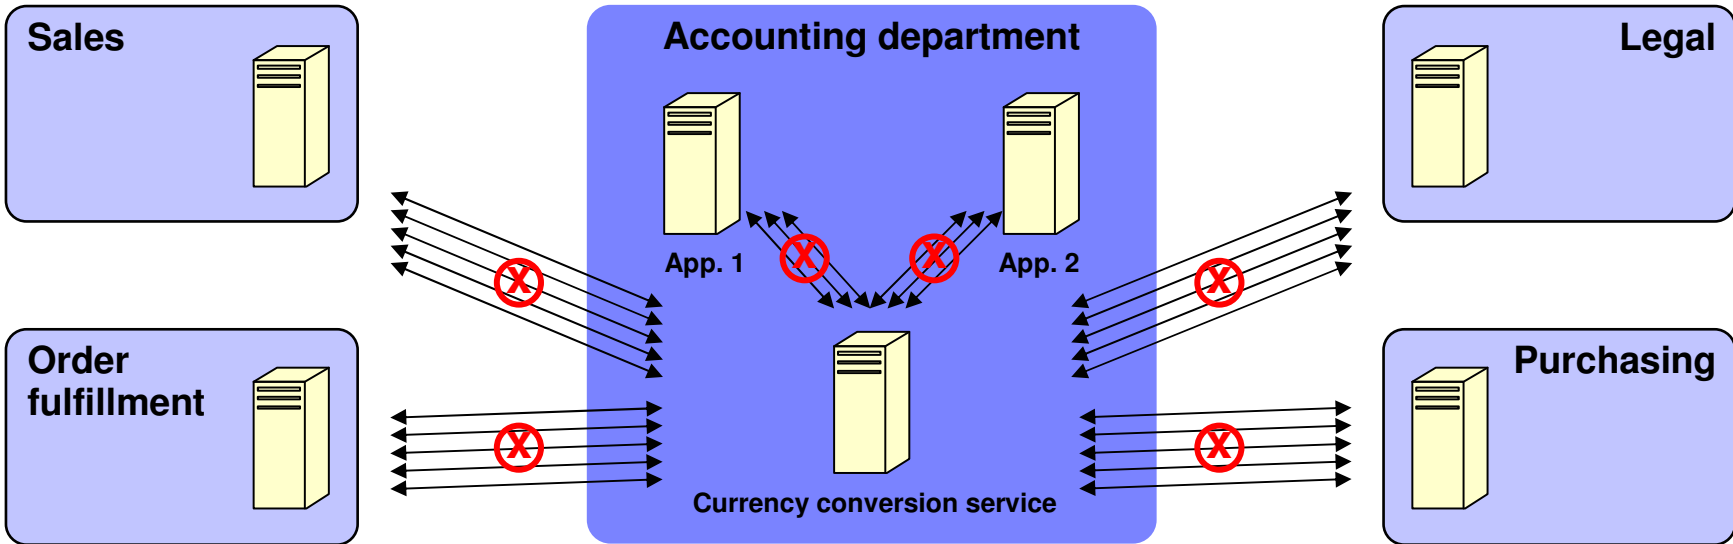 Sales
Accounting department
Legal
App. 1
App. 2
X
X
X
X
Order
fulfillment
Purchasing
X
X
Currency conversion service